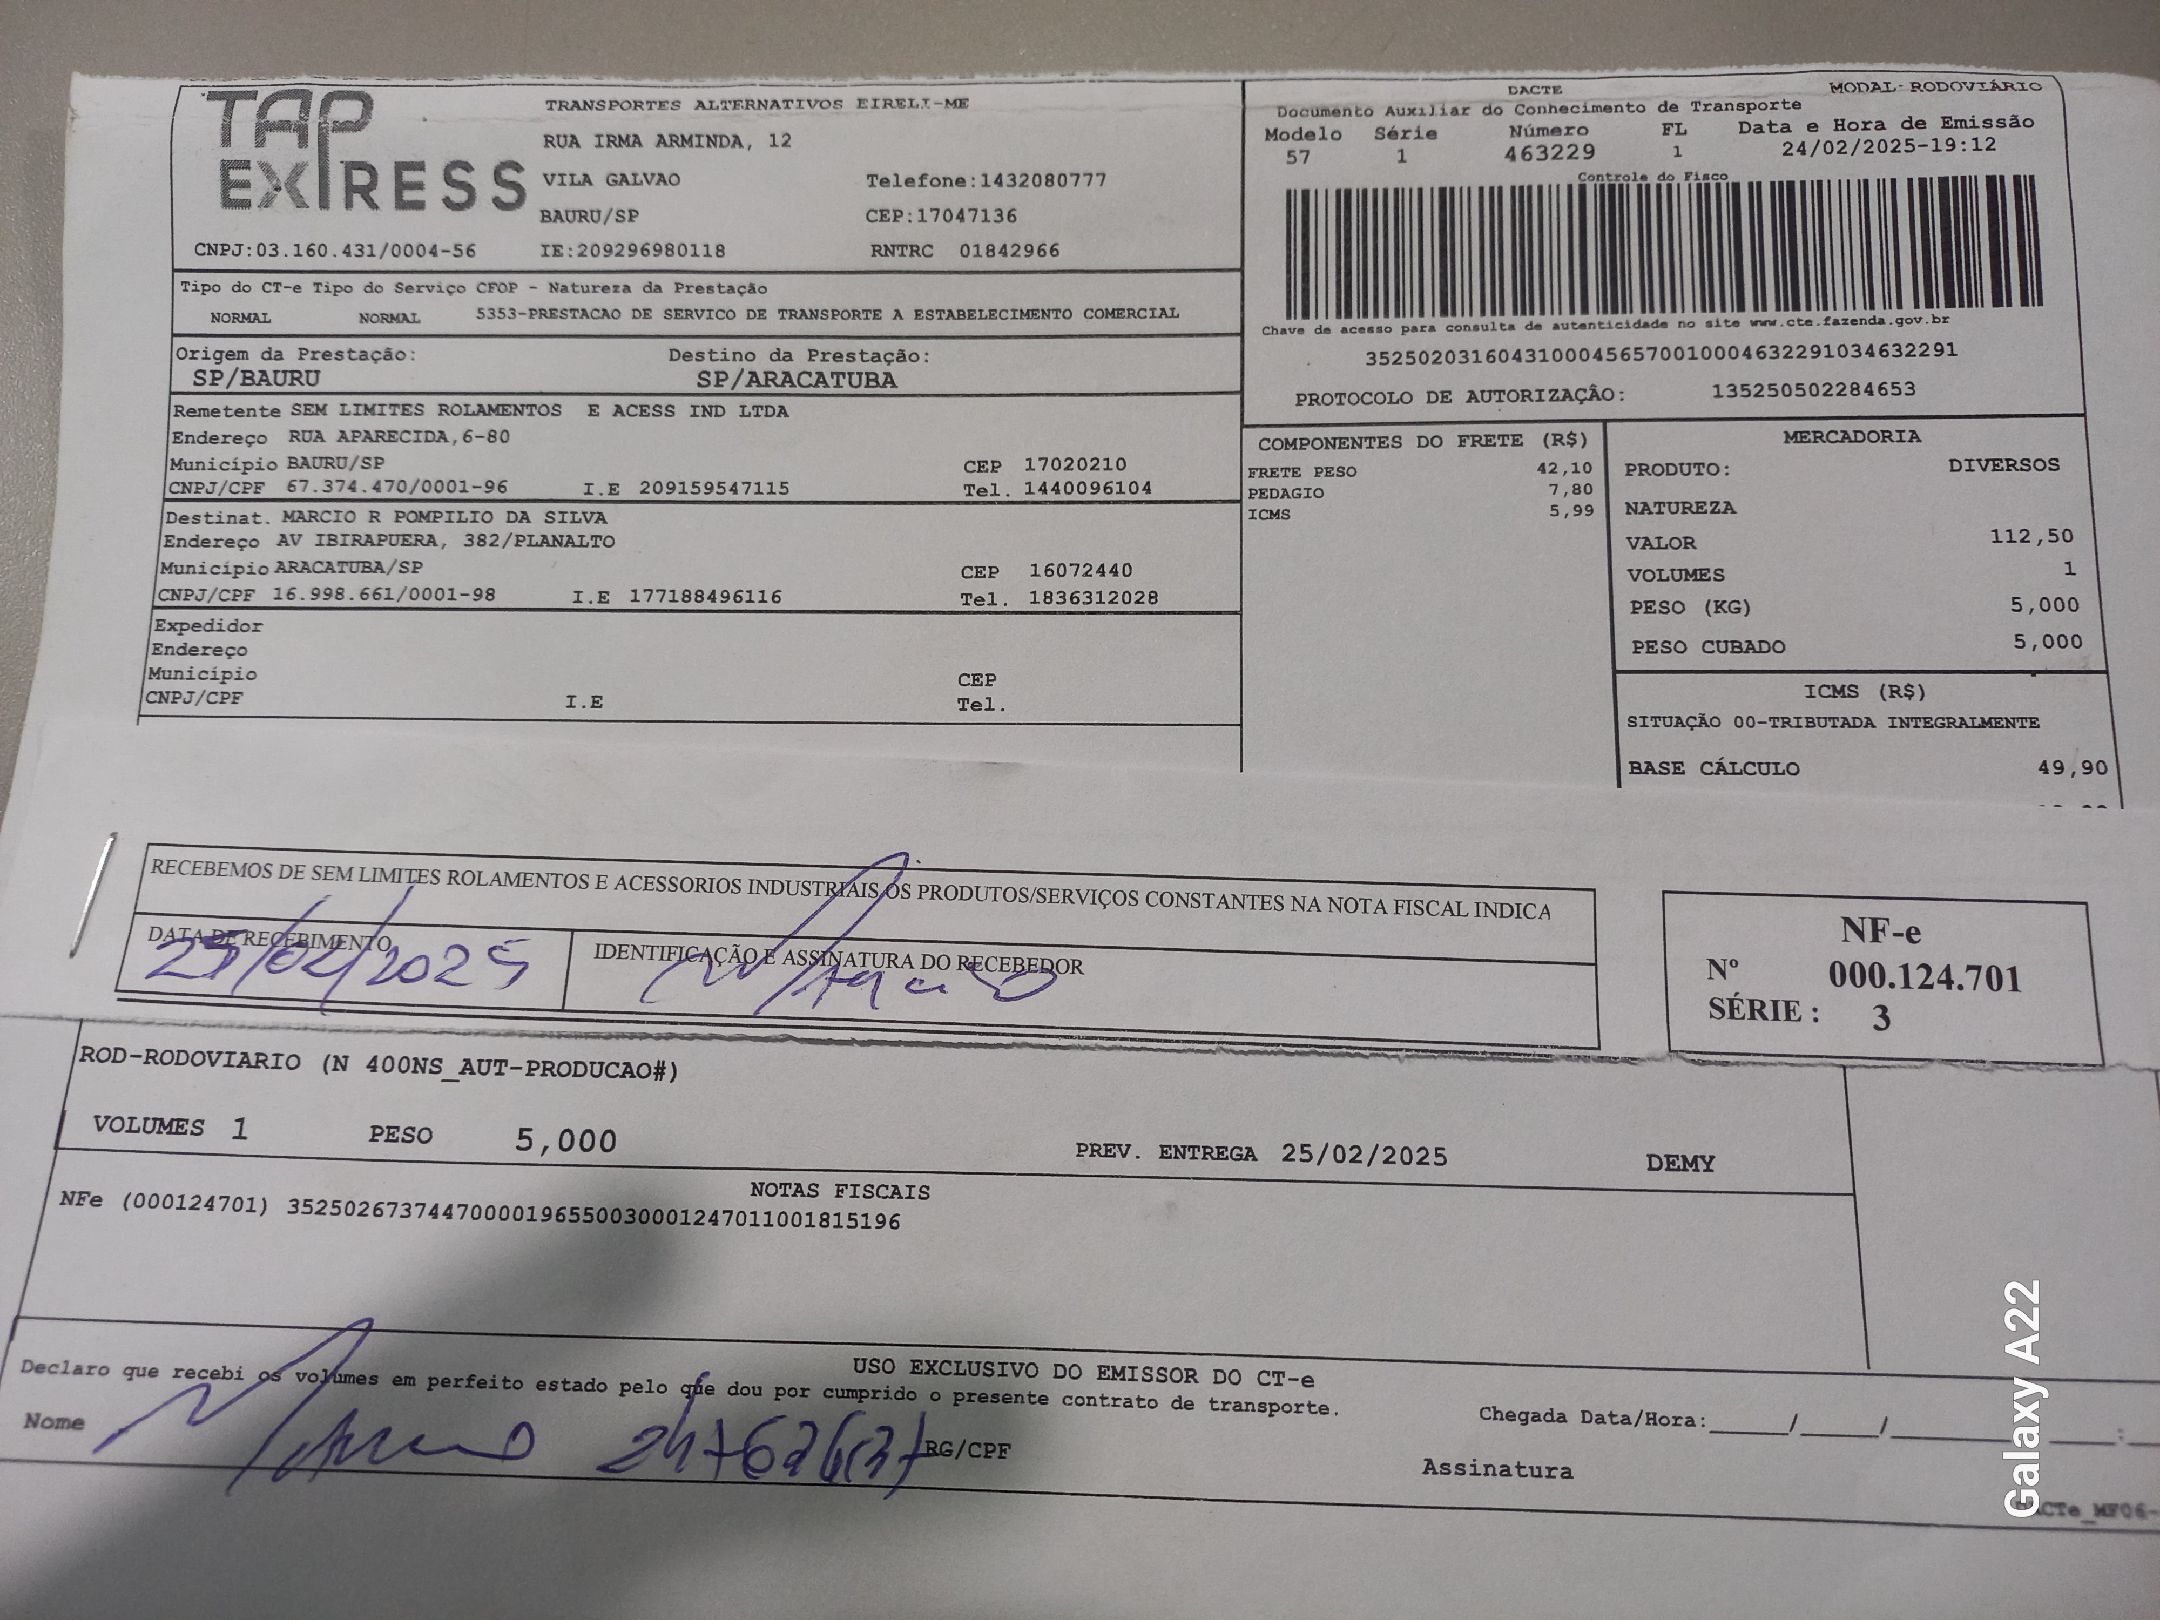 TAP EXPRESS
TRANSPORTES ALTERNATIVOS EIRELI-ME
RUA IRMA ARMINDA, 12
VILA GALVAO Telefone:1432080777
BAURU/SP CEP:17047136
CNPJ:03.160.431/0004-56 IE:209296980118 RNTRC 01842966
DACTE MODAL-RODOVIÁRIO
Documento Auxiliar do Conhecimento de Transporte
Modelo Série Número FL Data e Hora de Emissão
57 1 463229 1 24/02/2025-19:12
Controle do Fisco
Chave de acesso para consulta de autenticidade no site www.cte.fazenda.gov.br
35250203160431000456570010004632291034632291
PROTOCOLO DE AUTORIZAÇÂO: 135250502284653
Tipo do CT-e Tipo do Serviço CFOP - Natureza da Prestação
NORMAL NORMAL 5353-PRESTACAO DE SERVICO DE TRANSPORTE A ESTABELECIMENTO COMERCIAL
Origem da Prestação: Destino da Prestação:
SP/BAURU SP/ARACATUBA
Remetente SEM LIMITES ROLAMENTOS E ACESS IND LTDA
Endereço RUA APARECIDA,6-80
Município BAURU/SP CEP 17020210
CNPJ/CPF 67.374.470/0001-96 I.E 209159547115 Tel. 1440096104
Destinat. MARCIO R POMPILIO DA SILVA
Endereço AV IBIRAPUERA, 382/PLANALTO
Município ARACATUBA/SP CEP 16072440
CNPJ/CPF 16.998.661/0001-98 I.E 177188496116 Tel. 1836312028
Expedidor
Endereço
Município CEP
CNPJ/CPF I.E Tel.
COMPONENTES DO FRETE (R$)
FRETE PESO 42,10
PEDAGIO 7,80
ICMS 5,99
MERCADORIA
PRODUTO: DIVERSOS
NATUREZA
VALOR 112,50
VOLUMES 1
PESO (KG) 5,000
PESO CUBADO 5,000
ICMS (R$)
SITUAÇÃO 00-TRIBUTADA INTEGRALMENTE
BASE CÁLCULO 49,90
RECEBEMOS DE SEM LIMITES ROLAMENTOS E ACESSORIOS INDUSTRIAIS OS PRODUTOS/SERVIÇOS CONSTANTES NA NOTA FISCAL INDICA
DATA DE RECEBIMENTO IDENTIFICAÇÃO E ASSINATURA DO RECEBEDOR
25/02/2025
NF-e
Nº 000.124.701
SÉRIE : 3
ROD-RODOVIARIO (N 400NS_AUT-PRODUCAO#)
VOLUMES 1 PESO 5,000 PREV. ENTREGA 25/02/2025 DEMY
NOTAS FISCAIS
NFe (000124701) 35250267374470000196550030001247011001815196
USO EXCLUSIVO DO EMISSOR DO CT-e
Declaro que recebi os volumes em perfeito estado pelo que dou por cumprido o presente contrato de transporte.
Nome RG/CPF Assinatura
Chegada Data/Hora:_____/_____/
Galaxy A22